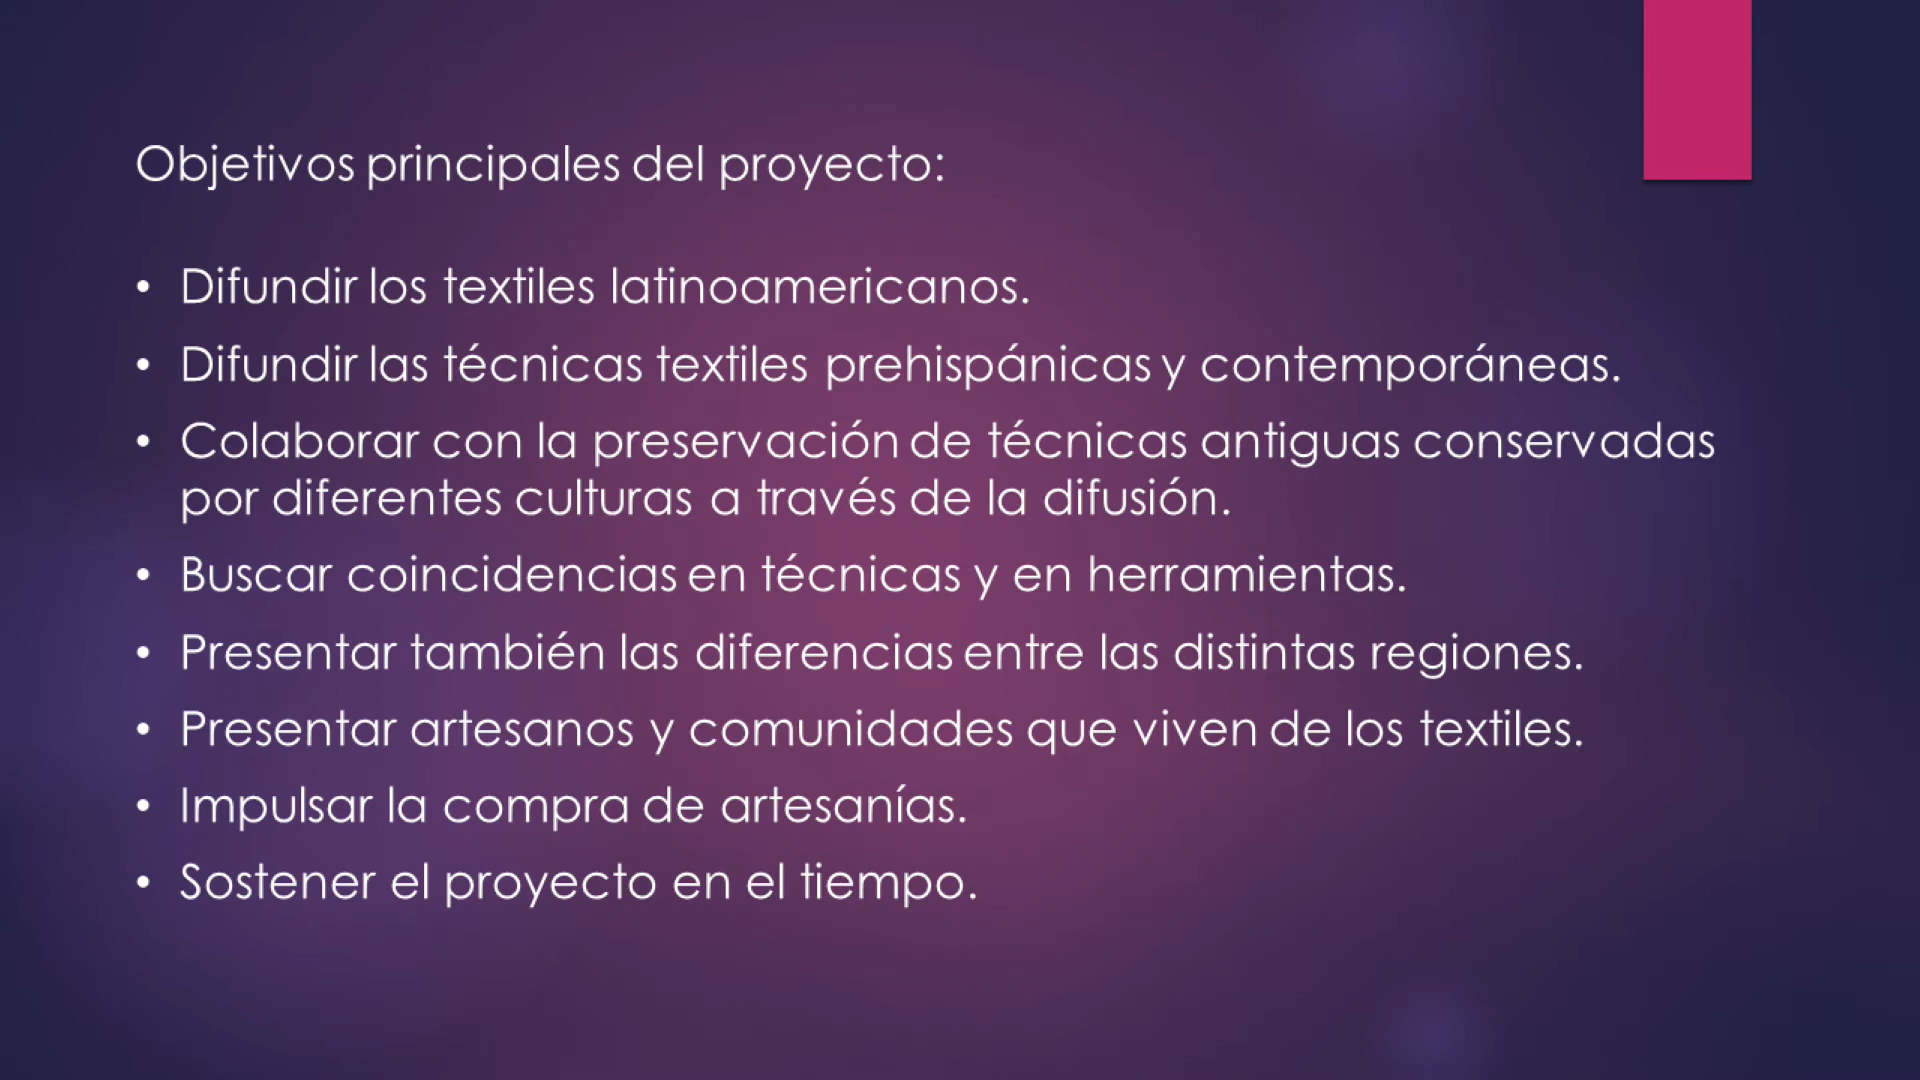 Objetivos principales del proyecto:
• Difundir los textiles latinoamericanos.
• Difundir las técnicas textiles prehispánicas y contemporáneas.
• Colaborar con la preservación de técnicas antiguas conservadas
por diferentes culturas a través de la difusión.
• Buscar coincidencias en técnicas y en herramientas.
• Presentar también las diferencias entre las distintas regiones.
• Presentar artesanos y comunidades que viven de los textiles.
• Impulsar la compra de artesanías.
• Sostener el proyecto en el tiempo.